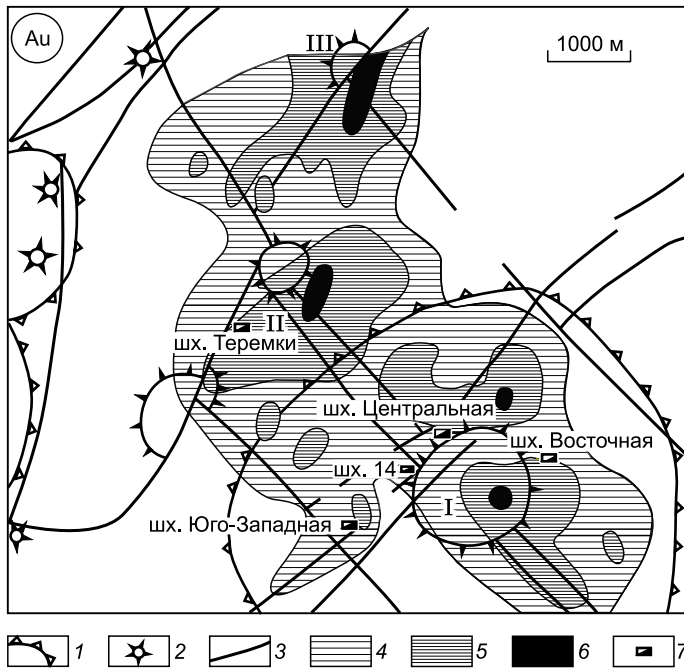 Au
III
1000 м
II
шх. Теремки
шх. Центральная
шх. Восточная
шх. 14
I
шх. Юго-Западная
1 2 3 4 5 6 7